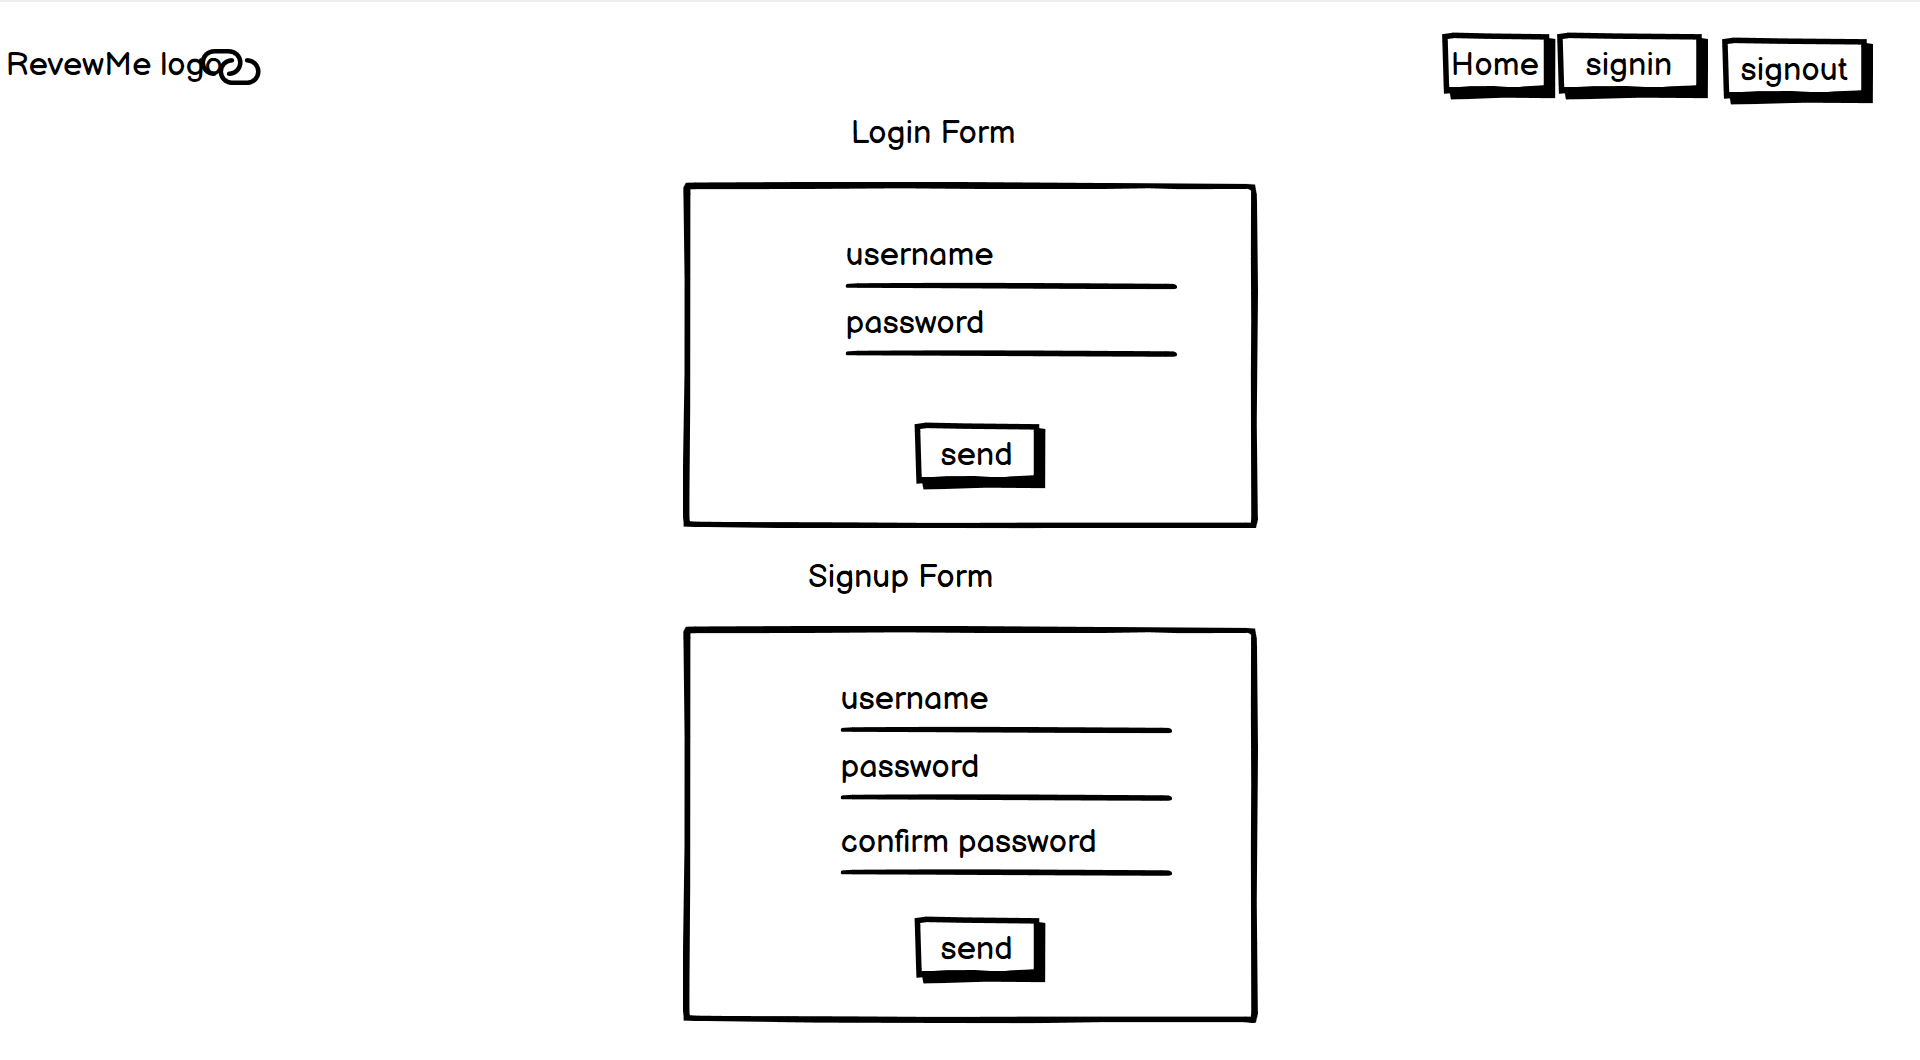 RevewMe logo
Home signin signout
Login Form
username
password
send
Signup Form
username
password
confirm password
send